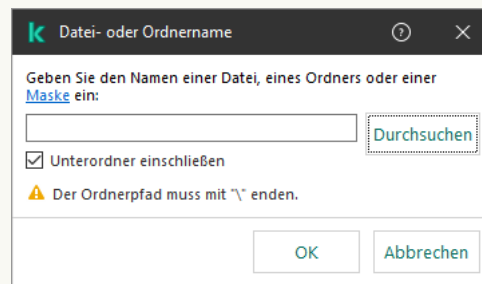 Datei- oder Ordnername
Geben Sie den Namen einer Datei, eines Ordners oder einer
Maske ein:
Durchsuchen
Unterordner einschließen
Der Ordnerpfad muss mit "\" enden.
OK
Abbrechen